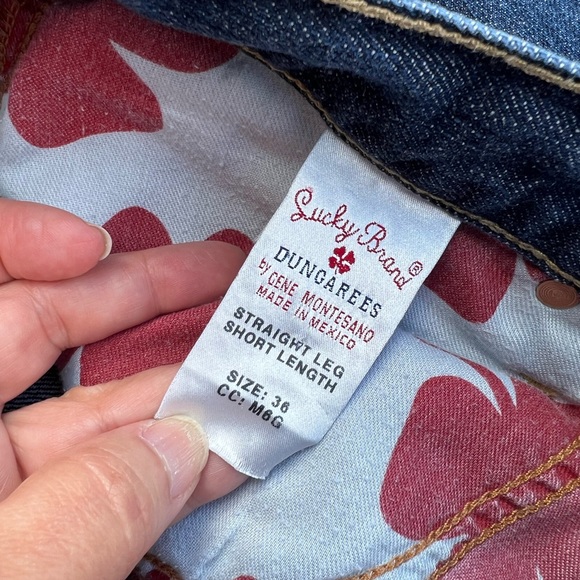 Lucky Brand®
DUNGAREES
by GENE MONTESANO
MADE IN MEXICO
STRAIGHT LEG
SHORT LENGTH
SIZE: 36
CC: M6G